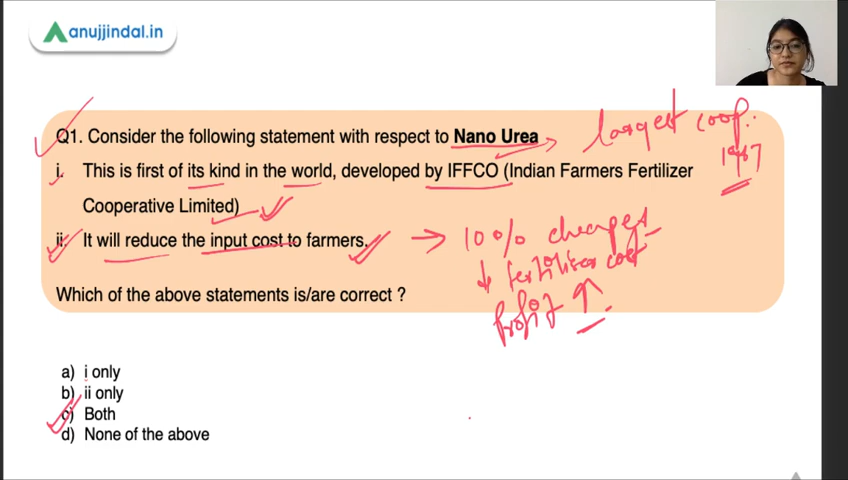 anujjindal.in
Q1. Consider the following statement with respect to Nano Urea
largest coop.
i. This is first of its kind in the world, developed by IFFCO (Indian Farmers Fertilizer
1967
Cooperative Limited)
ii. It will reduce the input cost to farmers.
10% cheaper
↓ fertiliser cost
Profit ↑
Which of the above statements is/are correct ?
a) i only
b) ii only
c) Both
d) None of the above